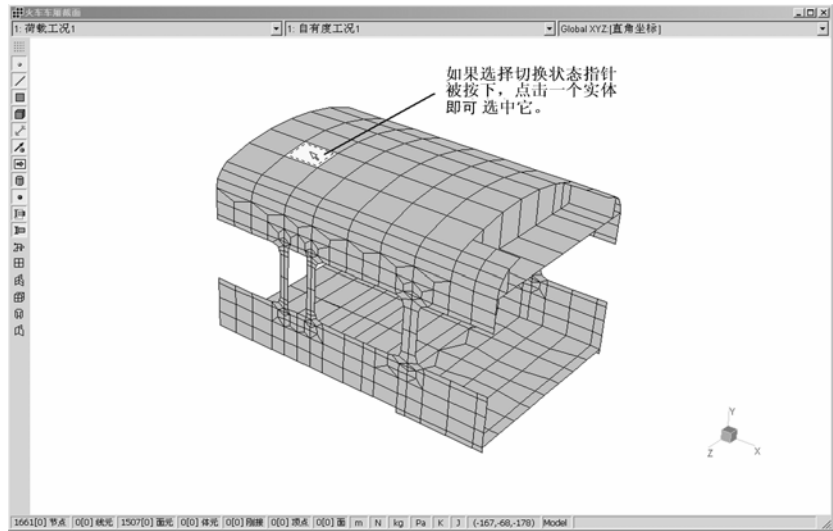 火车车厢截面
1: 荷载工况1
1: 自有度工况1
Global XYZ [直角坐标]
如果选择切换状态指针
被按下，点击一个实体
即可选中它。
Y
Z
X
1661[0] 节点 0[0] 线元 1507[0] 面元 0[0] 体元 0[0] 刚接 0[0] 顶点 0[0] 面 m N kg Pa K J (-167,-68,-178) Model